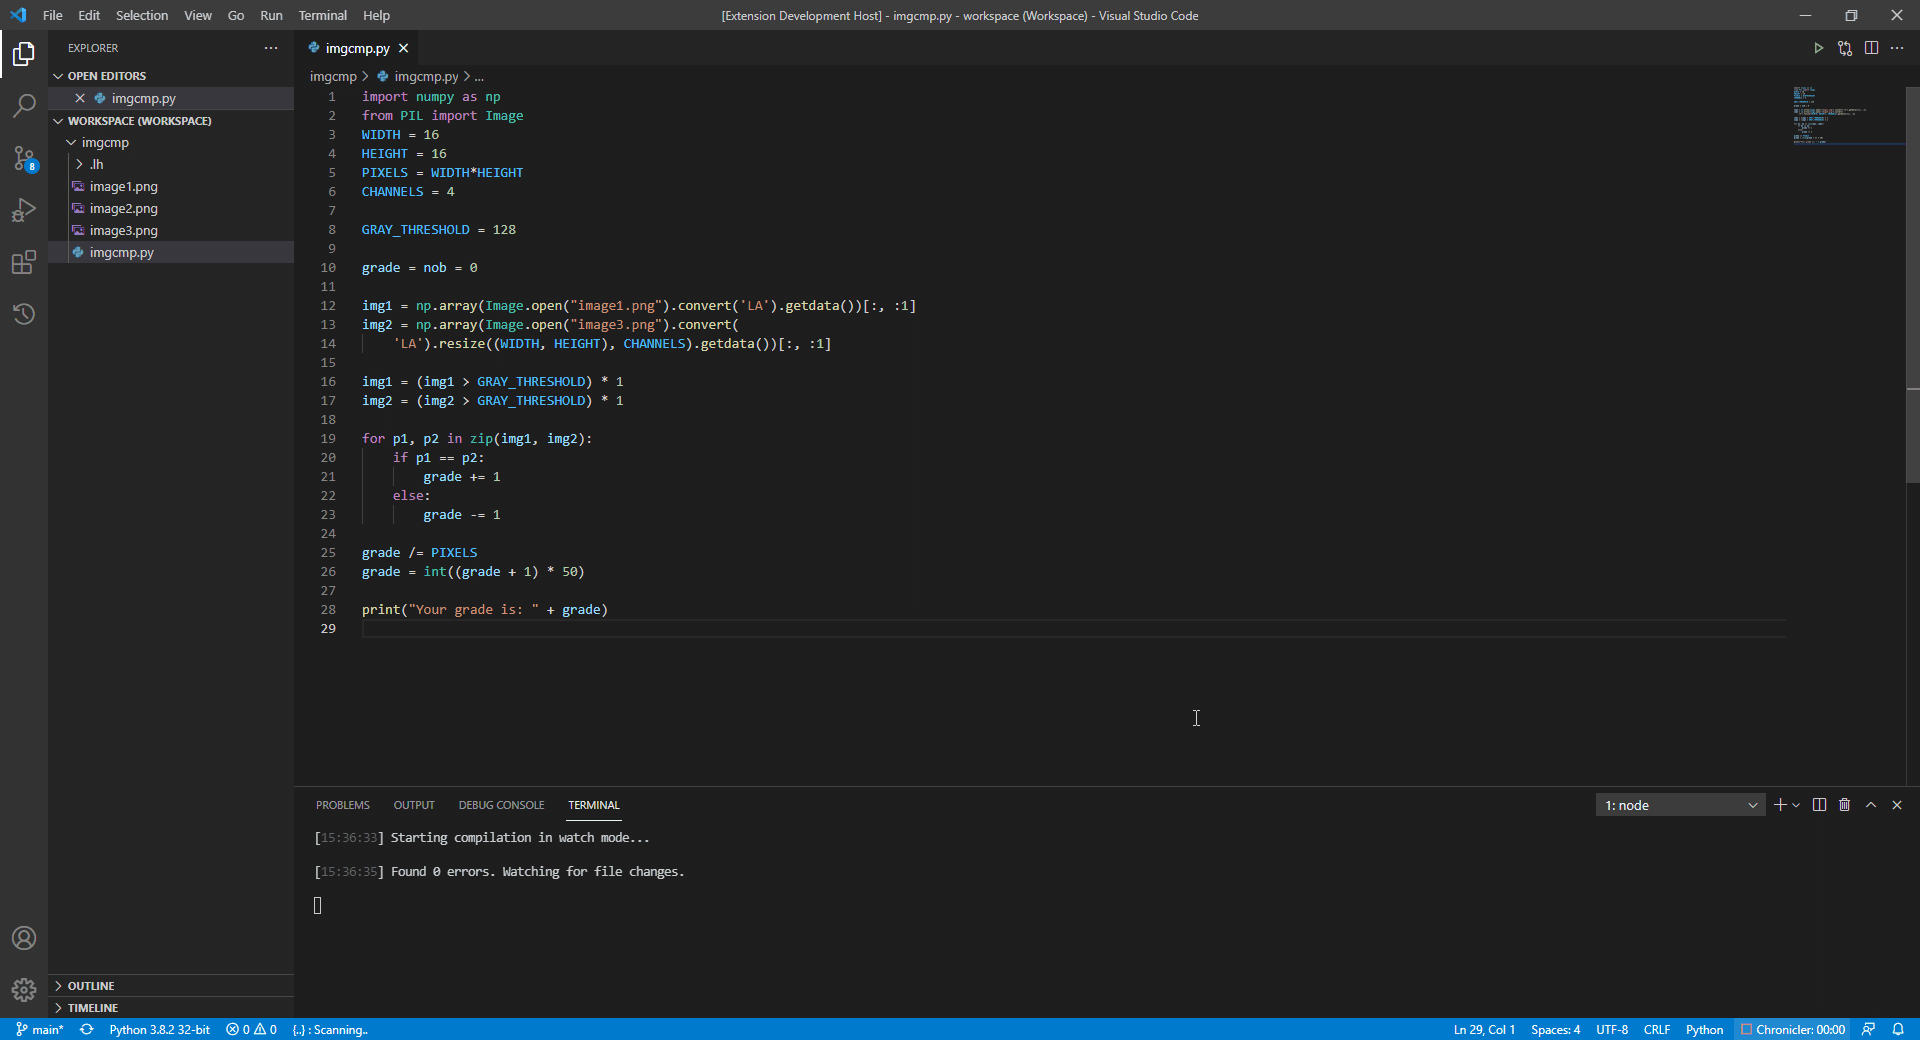 File Edit Selection View Go Run Terminal Help
[Extension Development Host] - imgcmp.py - workspace (Workspace) - Visual Studio Code
EXPLORER
OPEN EDITORS
imgcmp.py
WORKSPACE (WORKSPACE)
imgcmp
.lh
image1.png
image2.png
image3.png
imgcmp.py
OUTLINE
TIMELINE
8
imgcmp.py
imgcmp > imgcmp.py > ...
1 import numpy as np
2 from PIL import Image
3 WIDTH = 16
4 HEIGHT = 16
5 PIXELS = WIDTH*HEIGHT
6 CHANNELS = 4
7
8 GRAY_THRESHOLD = 128
9
10 grade = nob = 0
11
12 img1 = np.array(Image.open("image1.png").convert('LA').getdata())[:, :1]
13 img2 = np.array(Image.open("image3.png").convert(
14     'LA').resize((WIDTH, HEIGHT), CHANNELS).getdata())[:, :1]
15
16 img1 = (img1 > GRAY_THRESHOLD) * 1
17 img2 = (img2 > GRAY_THRESHOLD) * 1
18
19 for p1, p2 in zip(img1, img2):
20     if p1 == p2:
21         grade += 1
22     else:
23         grade -= 1
24
25 grade /= PIXELS
26 grade = int((grade + 1) * 50)
27
28 print("Your grade is: " + grade)
29
PROBLEMS OUTPUT DEBUG CONSOLE TERMINAL
1: node
[15:36:33] Starting compilation in watch mode...
[15:36:35] Found 0 errors. Watching for file changes.
main* Python 3.8.2 32-bit 0 0 {..} : Scanning..
Ln 29, Col 1 Spaces: 4 UTF-8 CRLF Python Chronicler: 00:00